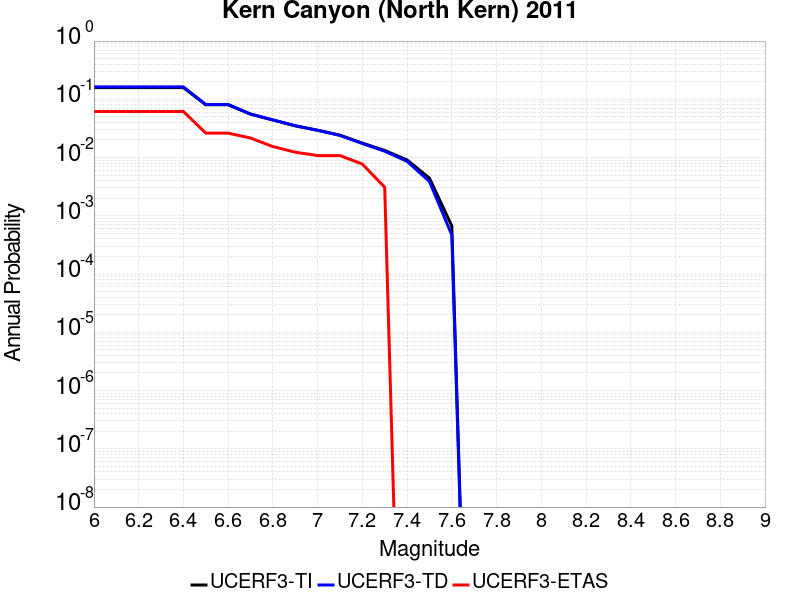 Kern Canyon (North Kern) 2011
10^0
10^-1
10^-2
10^-3
10^-4
10^-5
10^-6
10^-7
10^-8
Annual Probability
6 6.2 6.4 6.6 6.8 7 7.2 7.4 7.6 7.8 8 8.2 8.4 8.6 8.8 9
Magnitude
UCERF3-TI UCERF3-TD UCERF3-ETAS